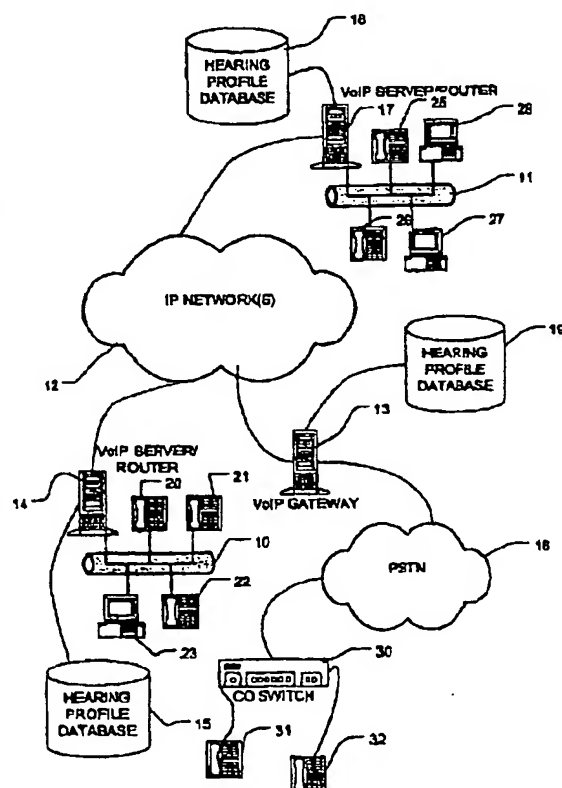 18
HEARING
PROFILE
DATABASE
VoIP SERVER/ROUTER
17
25
28
11
26
27
IP NETWORK(S)
12
19
HEARING
PROFILE
DATABASE
13
VoIP SERVER/
ROUTER
14
20
21
VoIP GATEWAY
10
22
23
PSTN
16
30
CO SWITCH
HEARING
PROFILE
DATABASE
15
31
32